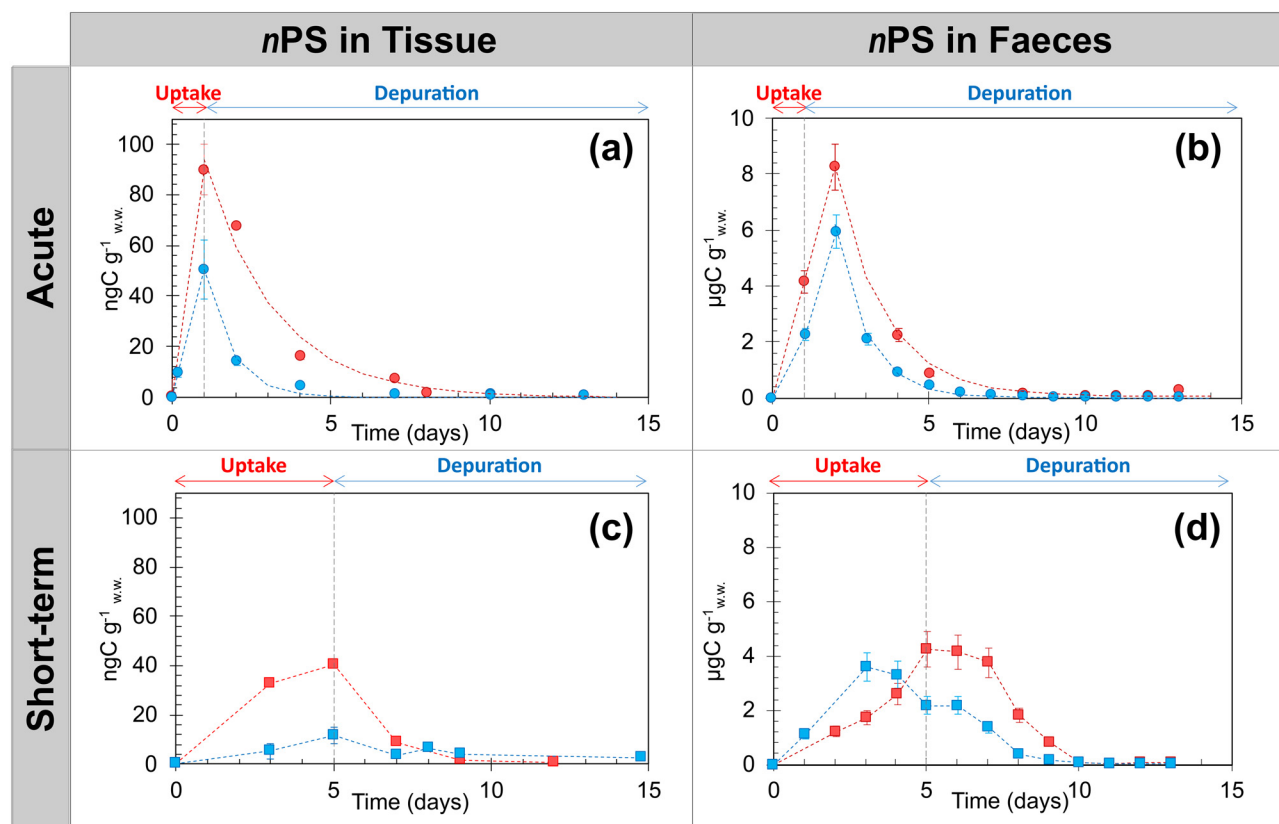 nPS in Tissue
nPS in Faeces
Acute
Uptake
Depuration
(a)
ngC g⁻¹ w.w.
100
80
60
40
20
0
0
5
10
15
Time (days)
Uptake
Depuration
(b)
µgC g⁻¹ w.w.
10
8
6
4
2
0
0
5
10
15
Time (days)
Short-term
Uptake
Depuration
(c)
ngC g⁻¹ w.w.
100
80
60
40
20
0
0
5
10
15
Time (days)
Uptake
Depuration
(d)
µgC g⁻¹ w.w.
10
8
6
4
2
0
0
5
10
15
Time (days)